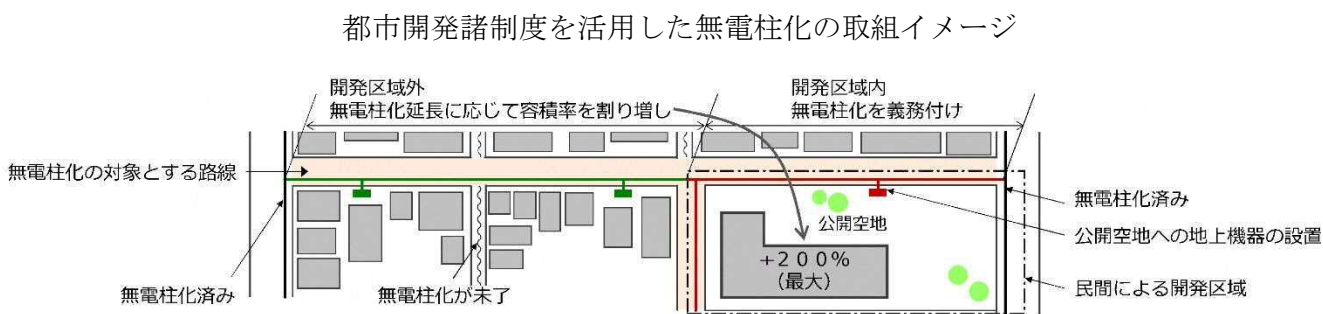 都市開発諸制度を活用した無電柱化の取組イメージ
開発区域外
無電柱化延長に応じて容積率を割り増し
開発区域内
無電柱化を義務付け
無電柱化の対象とする路線
無電柱化済み
公開空地
公開空地への地上機器の設置
+200%
(最大)
無電柱化済み
無電柱化が未了
民間による開発区域